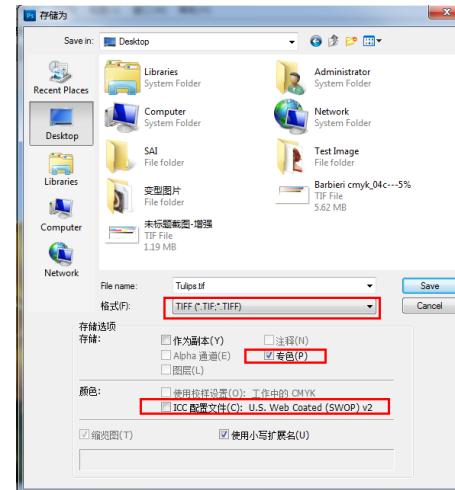 Ps 存储为
Save in: Desktop
Recent Places
Desktop
Libraries
Computer
Network
Libraries
System Folder
Administrator
System Folder
Computer
System Folder
Network
System Folder
SAI
File folder
Test Image
File folder
变型图片
File folder
Barbieri cmyk_04c---5%
TIF File
5.62 MB
未标题截图-增强
TIF File
1.19 MB
File name: Tulips.tif Save
格式(F): TIFF (*.TIF;*.TIFF) Cancel
存储选项
存储: 作为副本(Y) 注释(N)
Alpha 通道(E) 专色(P)
图层(L)
颜色: 使用校样设置(O): 工作中的 CMYK
ICC 配置文件(C): U.S. Web Coated (SWOP) v2
缩览图(T) 使用小写扩展名(U)